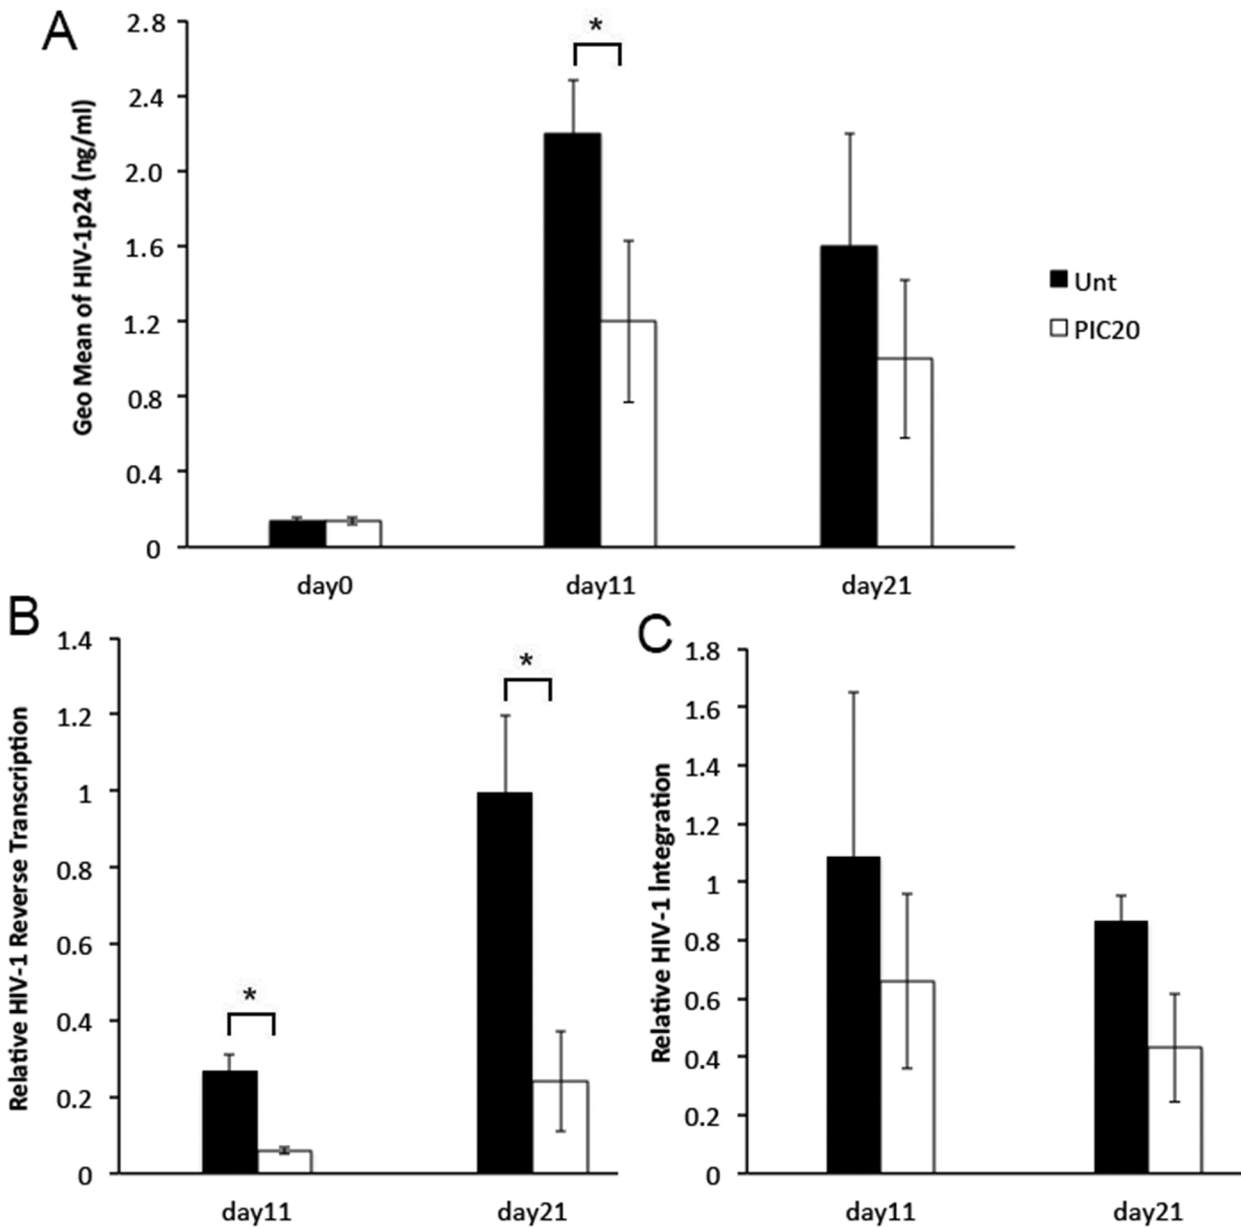 A
Geo Mean of HIV-1p24 (ng/ml)
2.8
2.4
2.0
1.6
1.2
0.8
0.4
0
*
day0
day11
day21
Unt
PIC20
B
Relative HIV-1 Reverse Transcription
1.4
1.2
1
0.8
0.6
0.4
0.2
0
*
*
day11
day21
C
Relative HIV-1 Integration
1.8
1.6
1.4
1.2
1
0.8
0.6
0.4
0.2
0
day11
day21